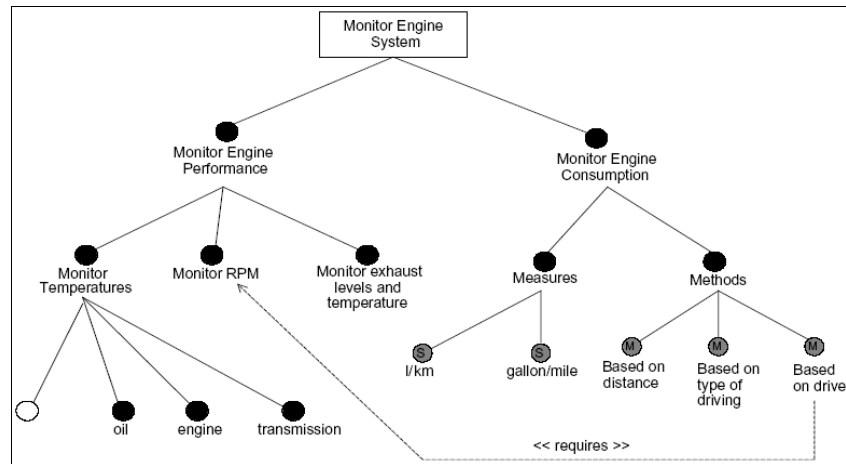 Monitor Engine
System
Monitor Engine
Performance
Monitor Engine
Consumption
Monitor
Temperatures
Monitor RPM
Monitor exhaust
levels and
temperature
Measures
Methods
S
S
M
M
M
l/km
gallon/mile
Based on
distance
Based on
type of
driving
Based
on drive
oil
engine
transmission
<< requires >>